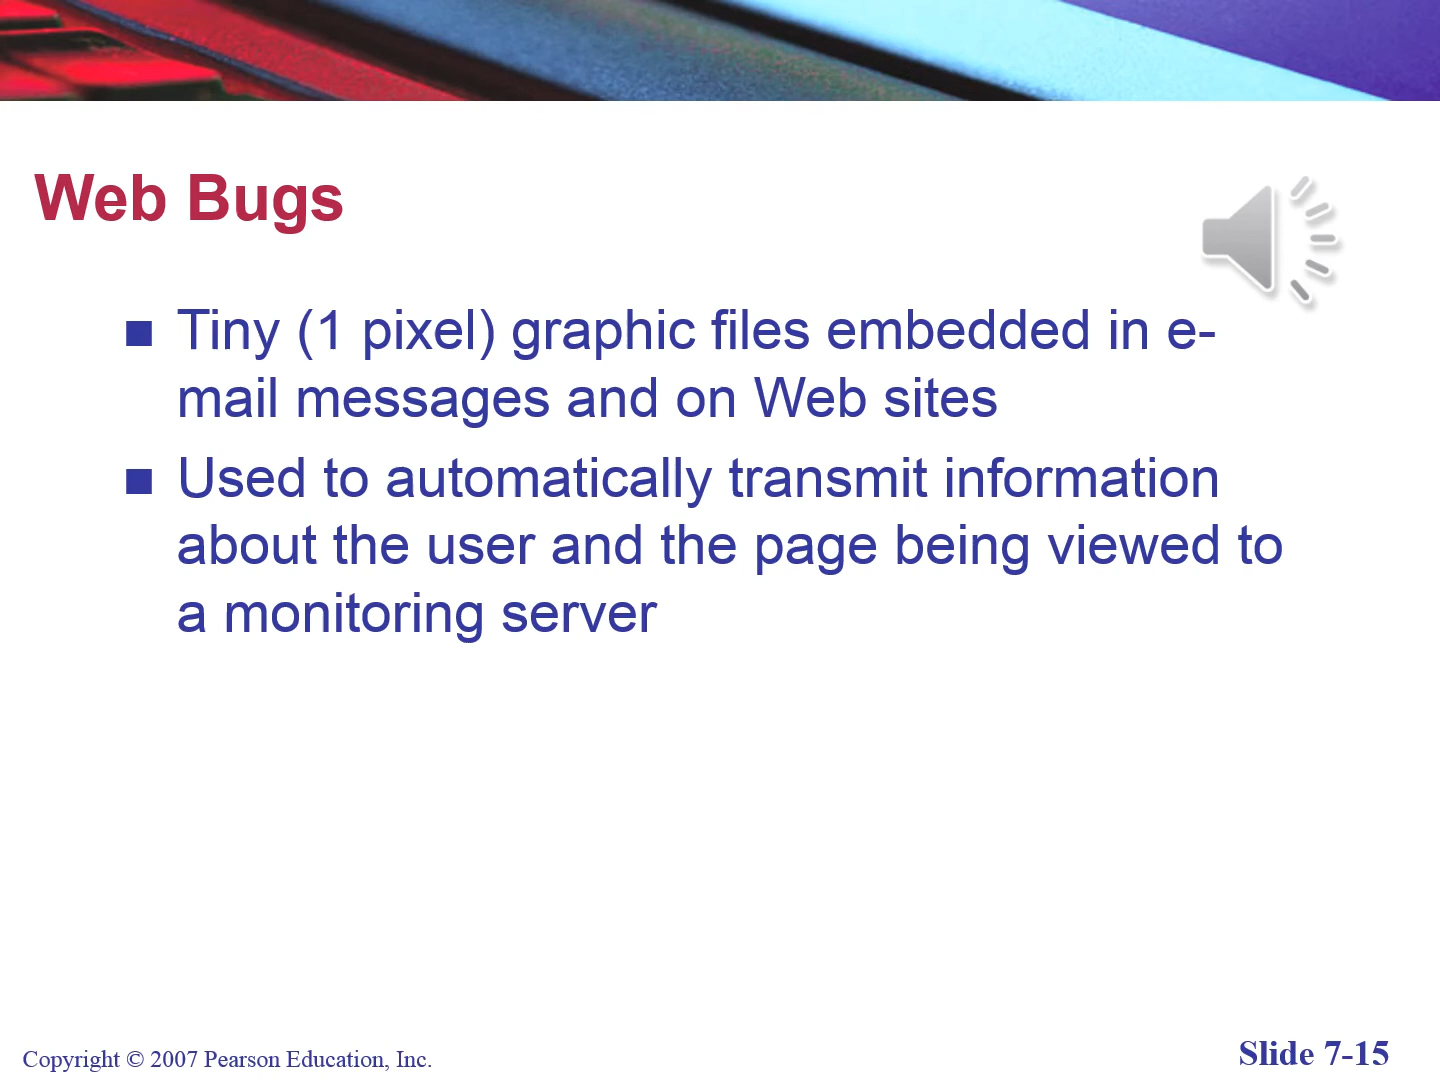 Web Bugs
■ Tiny (1 pixel) graphic files embedded in e-
mail messages and on Web sites
■ Used to automatically transmit information
about the user and the page being viewed to
a monitoring server
Copyright © 2007 Pearson Education, Inc.
Slide 7-15